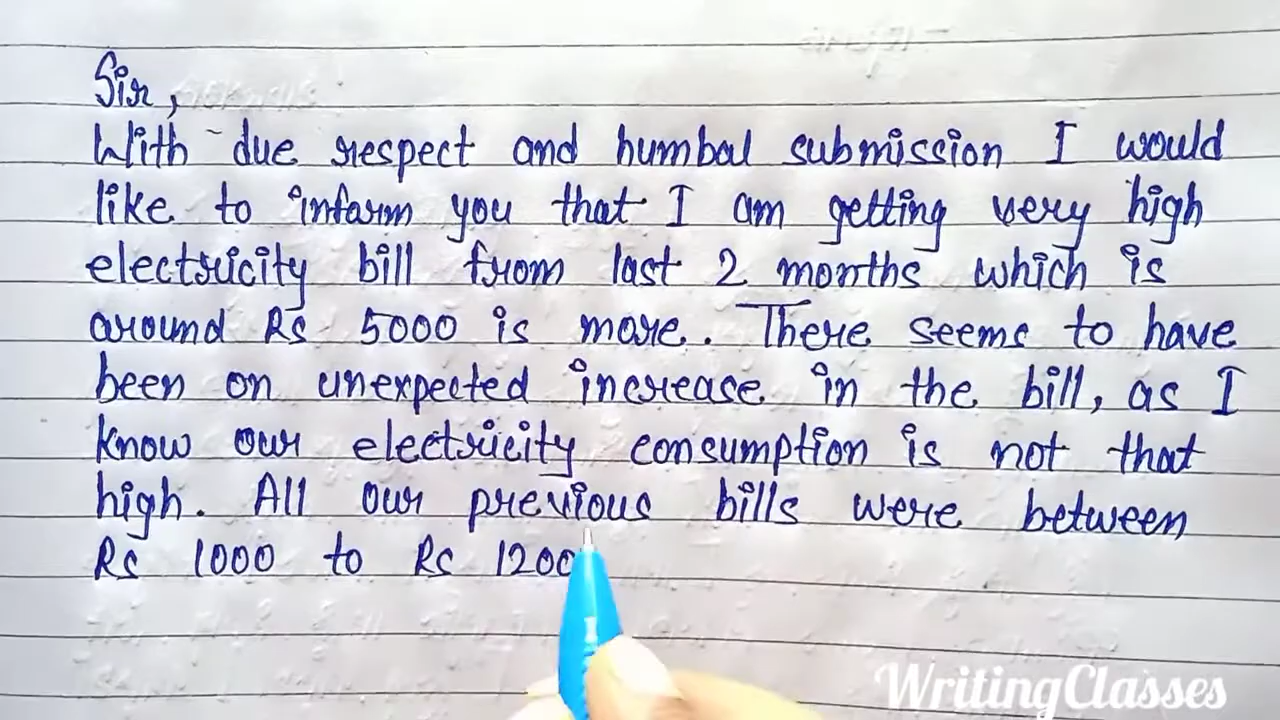 Sir,
With due respect and humbal submission I would
like to infarm you that I am getting very high
electricity bill from last 2 months which is
around Rs 5000 is more. There seems to have
been on unexpected increase in the bill, as I
know our electricity consumption is not that
high. All our previous bills were between
Rs 1000 to Rs 1200
WritingClasses